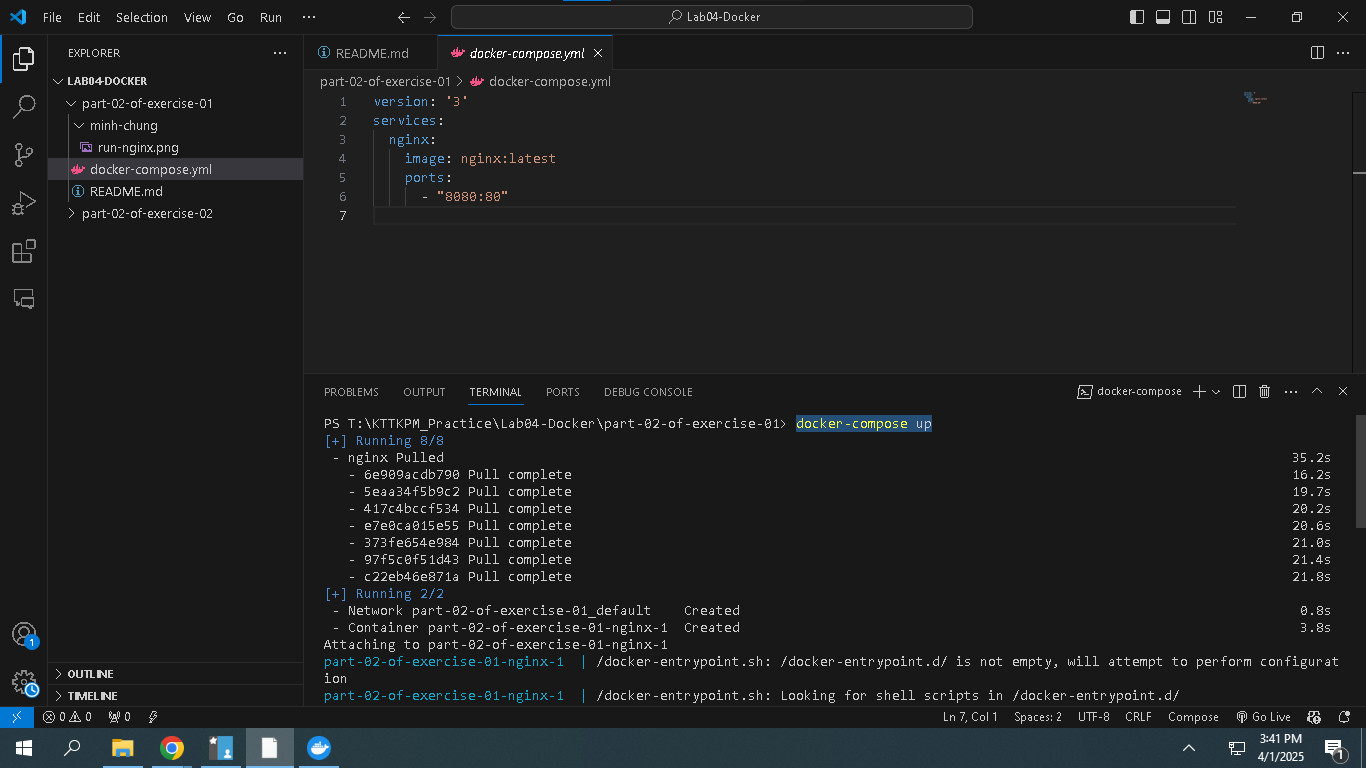 File Edit Selection View Go Run ··· Lab04-Docker
EXPLORER ···
LAB04-DOCKER
part-02-of-exercise-01
minh-chung
run-nginx.png
docker-compose.yml
README.md
part-02-of-exercise-02
OUTLINE
TIMELINE
README.md docker-compose.yml
part-02-of-exercise-01 > docker-compose.yml
1 version: '3'
2 services:
3 nginx:
4 image: nginx:latest
5 ports:
6 - "8080:80"
7
PROBLEMS OUTPUT TERMINAL PORTS DEBUG CONSOLE docker-compose
PS T:\KTTKPM_Practice\Lab04-Docker\part-02-of-exercise-01> docker-compose up
[+] Running 8/8
- nginx Pulled 35.2s
- 6e909acdb790 Pull complete 16.2s
- 5eaa34f5b9c2 Pull complete 19.7s
- 417c4bccf534 Pull complete 20.2s
- e7e0ca015e55 Pull complete 20.6s
- 373fe654e984 Pull complete 21.0s
- 97f5c0f51d43 Pull complete 21.4s
- c22eb46e871a Pull complete 21.8s
[+] Running 2/2
- Network part-02-of-exercise-01_default Created 0.8s
- Container part-02-of-exercise-01-nginx-1 Created 3.8s
Attaching to part-02-of-exercise-01-nginx-1
part-02-of-exercise-01-nginx-1 | /docker-entrypoint.sh: /docker-entrypoint.d/ is not empty, will attempt to perform configurat
ion
part-02-of-exercise-01-nginx-1 | /docker-entrypoint.sh: Looking for shell scripts in /docker-entrypoint.d/
1
0 0 0 Ln 7, Col 1 Spaces: 2 UTF-8 CRLF Compose Go Live
3:41 PM
4/1/2025
1